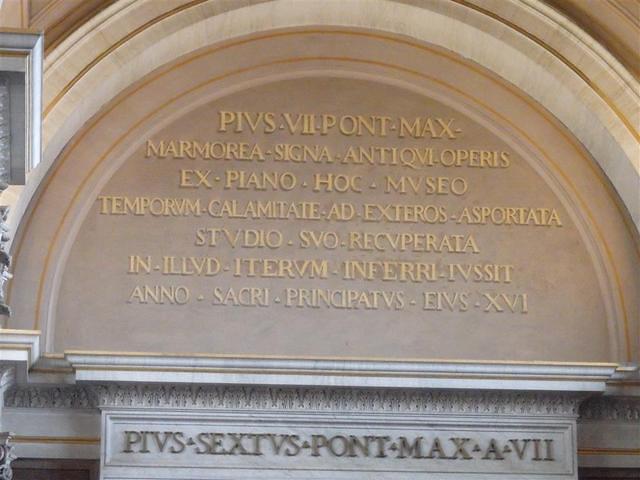 PIVS·VII·PONT·MAX·
MARMOREA·SIGNA·ANTIQVI·OPERIS
EX·PIANO·HOC·MVSEO
TEMPORVM·CALAMITATE·AD·EXTEROS·ASPORTATA
STVDIO·SVO·RECVPERATA
IN·ILLVD·ITERVM·INFERRI·IVSSIT
ANNO·SACRI·PRINCIPATVS·EIVS·XVI
PIVS·SEXTVS·PONT·MAX·A·VII